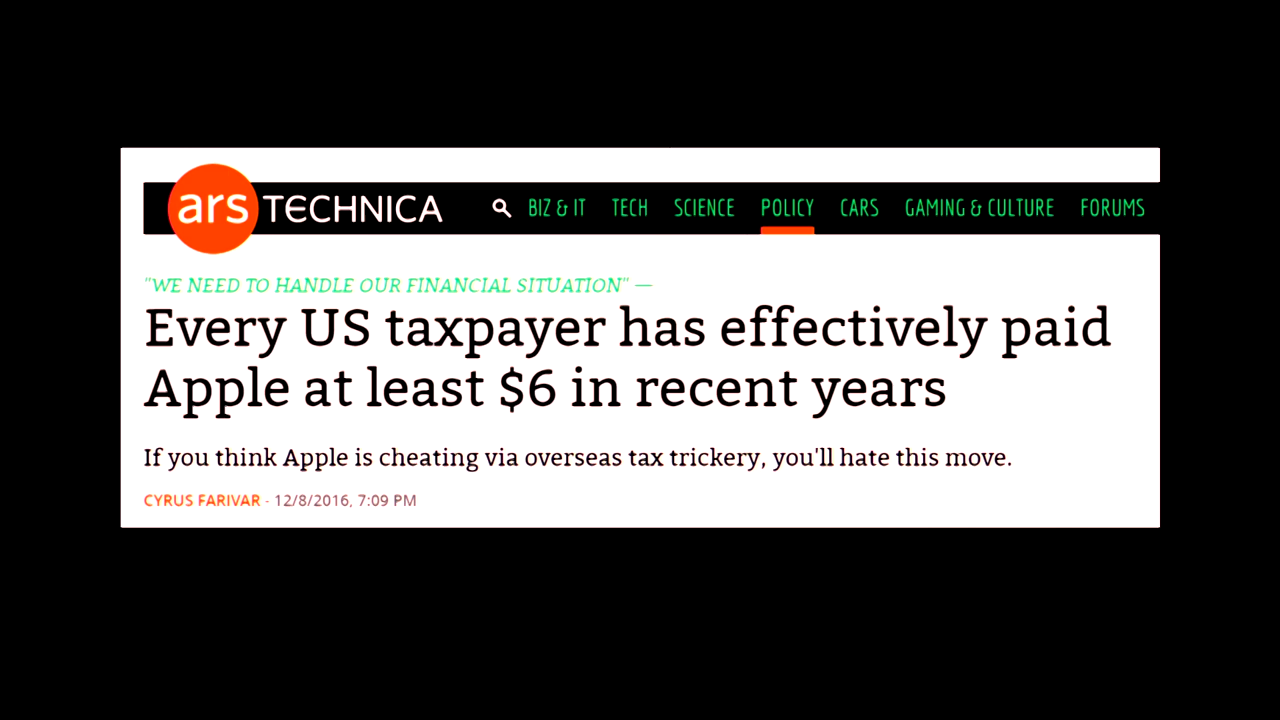 ars TECHNICA BIZ & IT TECH SCIENCE POLICY CARS GAMING & CULTURE FORUMS
"WE NEED TO HANDLE OUR FINANCIAL SITUATION" —
Every US taxpayer has effectively paid
Apple at least $6 in recent years
If you think Apple is cheating via overseas tax trickery, you'll hate this move.
CYRUS FARIVAR - 12/8/2016, 7:09 PM